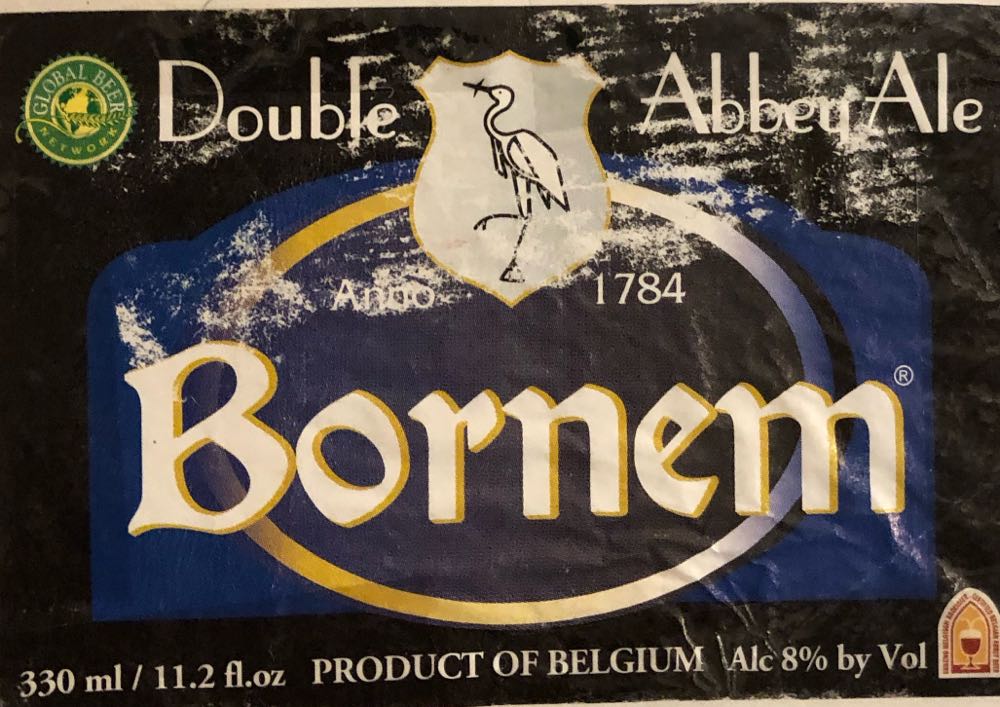 GLOBAL BEER
NETWORK
Double Abbey Ale
Anno 1784
Bornem®
330 ml / 11.2 fl.oz PRODUCT OF BELGIUM Alc 8% by Vol